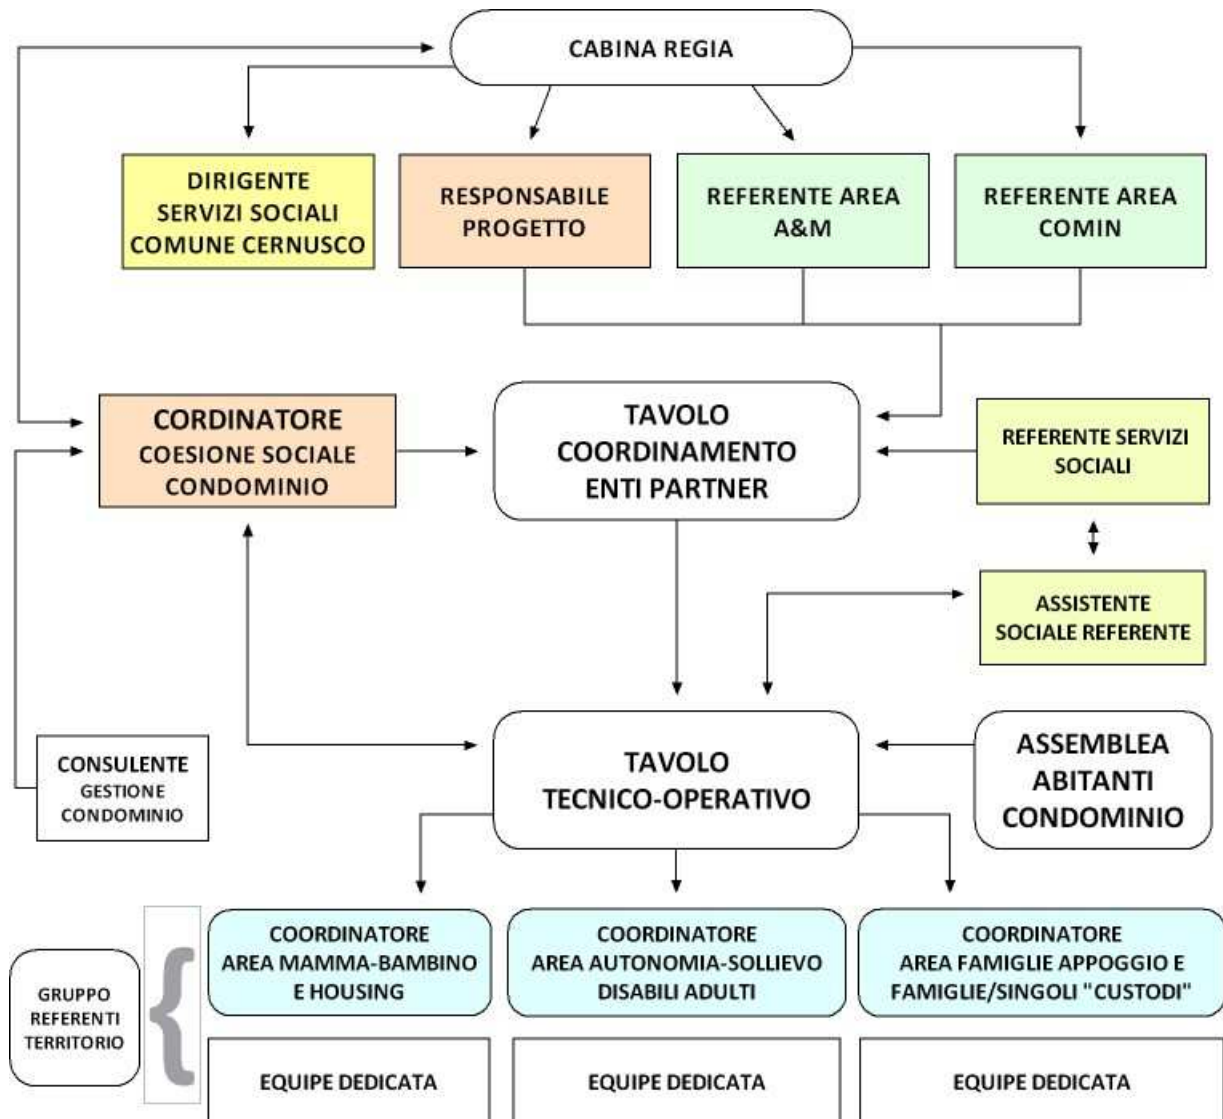 CABINA REGIA
DIRIGENTE
SERVIZI SOCIALI
COMUNE CERNUSCO
RESPONSABILE
PROGETTO
REFERENTE AREA
A&M
REFERENTE AREA
COMIN
CORDINATORE
COESIONE SOCIALE
CONDOMINIO
TAVOLO
COORDINAMENTO
ENTI PARTNER
REFERENTE SERVIZI
SOCIALI
ASSISTENTE
SOCIALE REFERENTE
CONSULENTE
GESTIONE
CONDOMINIO
TAVOLO
TECNICO-OPERATIVO
ASSEMBLEA
ABITANTI
CONDOMINIO
GRUPPO
REFERENTI
TERRITORIO
{
COORDINATORE
AREA MAMMA-BAMBINO
E HOUSING
COORDINATORE
AREA AUTONOMIA-SOLLIEVO
DISABILI ADULTI
COORDINATORE
AREA FAMIGLIE APPOGGIO E
FAMIGLIE/SINGOLI "CUSTODI"
EQUIPE DEDICATA
EQUIPE DEDICATA
EQUIPE DEDICATA